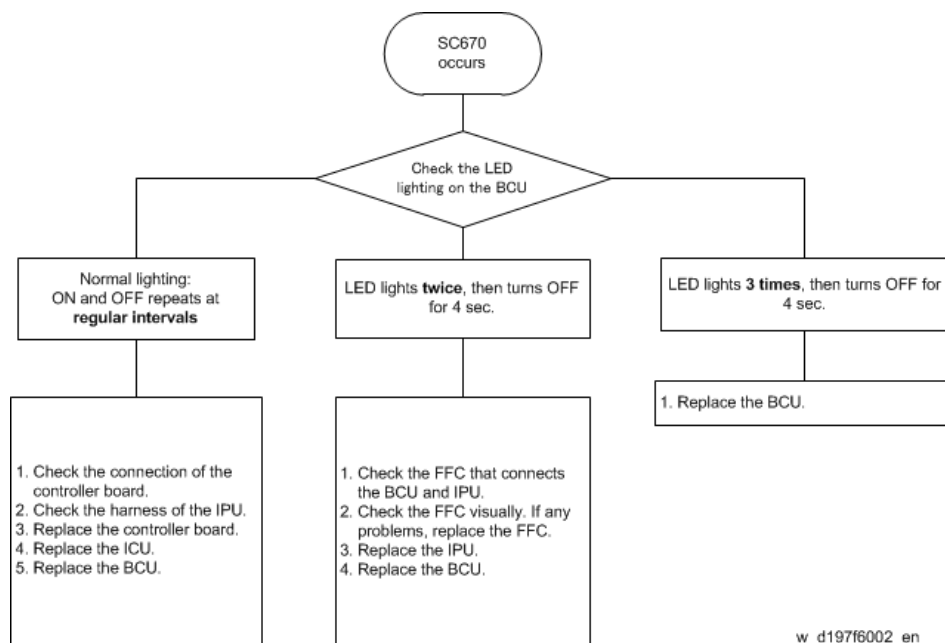 SC670
occurs
Check the LED
lighting on the BCU
Normal lighting:
ON and OFF repeats at
regular intervals
LED lights twice, then turns OFF
for 4 sec.
LED lights 3 times, then turns OFF for
4 sec.
1. Check the connection of the
controller board.
2. Check the harness of the IPU.
3. Replace the controller board.
4. Replace the ICU.
5. Replace the BCU.
1. Check the FFC that connects
the BCU and IPU.
2. Check the FFC visually. If any
problems, replace the FFC.
3. Replace the IPU.
4. Replace the BCU.
1. Replace the BCU.
w_d197f6002_en